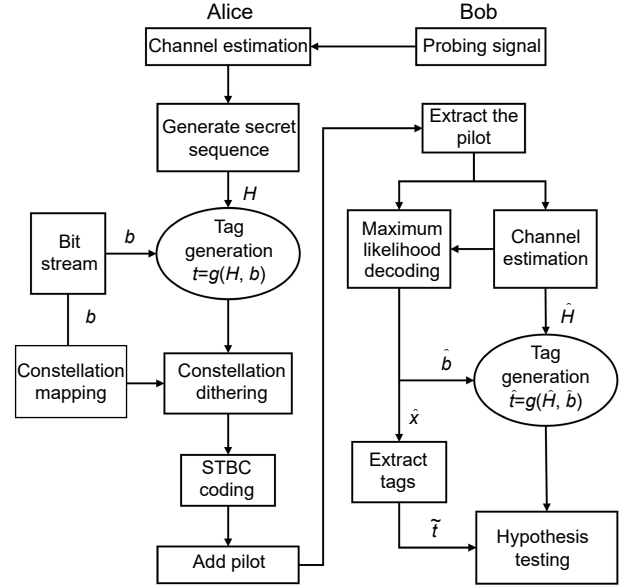 Alice
Bob
Channel estimation
Probing signal
Generate secret
sequence
H
Bit
stream
b
Tag
generation
t=g(H, b)
b
Constellation
mapping
Constellation
dithering
STBC
coding
Add pilot
Extract the
pilot
Maximum
likelihood
decoding
Channel
estimation
Ĥ
b̂
Tag
generation
t̂=g(Ĥ, b̂)
x̂
Extract
tags
t̃
Hypothesis
testing